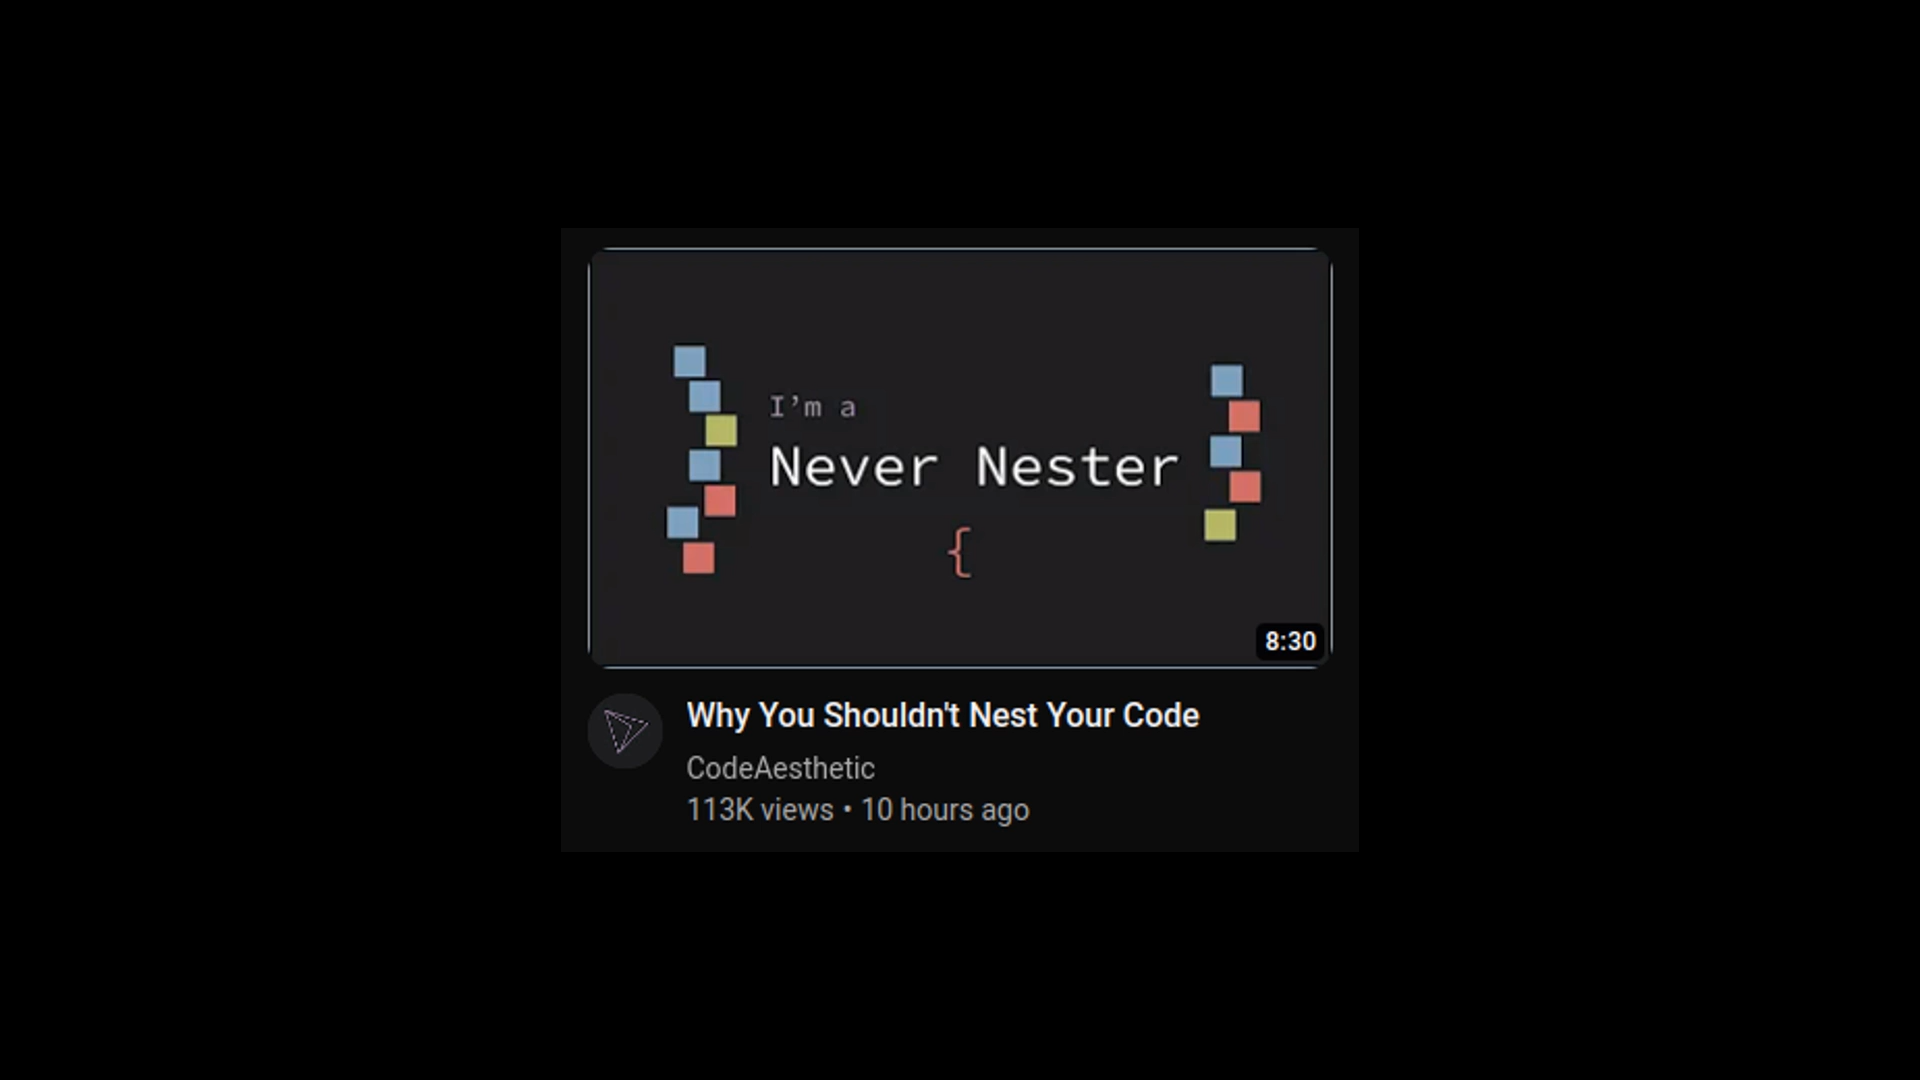 I’m a
Never Nester
{
8:30
Why You Shouldn't Nest Your Code
CodeAesthetic
113K views • 10 hours ago